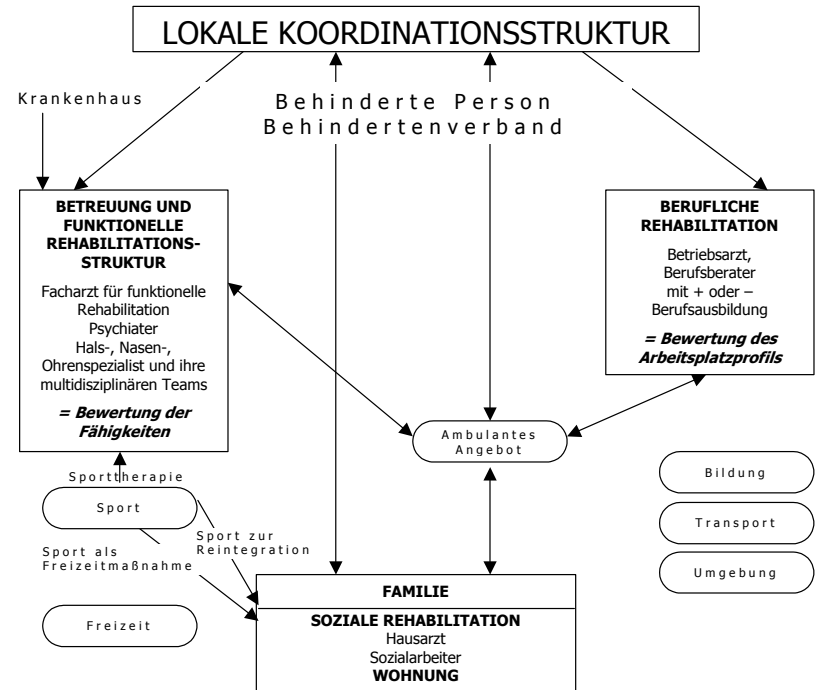 LOKALE KOORDINATIONSSTRUKTUR
Krankenhaus
Behinderte Person
Behindertenverband
BETREUUNG UND
FUNKTIONELLE
REHABILITATIONS-
STRUKTUR
Facharzt für funktionelle
Rehabilitation
Psychiater
Hals-, Nasen-,
Ohrenspezialist und ihre
multidisziplinären Teams
= Bewertung der
Fähigkeiten
BERUFLICHE
REHABILITATION
Betriebsarzt,
Berufsberater
mit + oder –
Berufsausbildung
= Bewertung des
Arbeitsplatzprofils
Ambulantes
Angebot
Sporttherapie
Sport
Sport zur
Reintegration
Sport als
Freizeitmaßnahme
Freizeit
Bildung
Transport
Umgebung
FAMILIE
SOZIALE REHABILITATION
Hausarzt
Sozialarbeiter
WOHNUNG